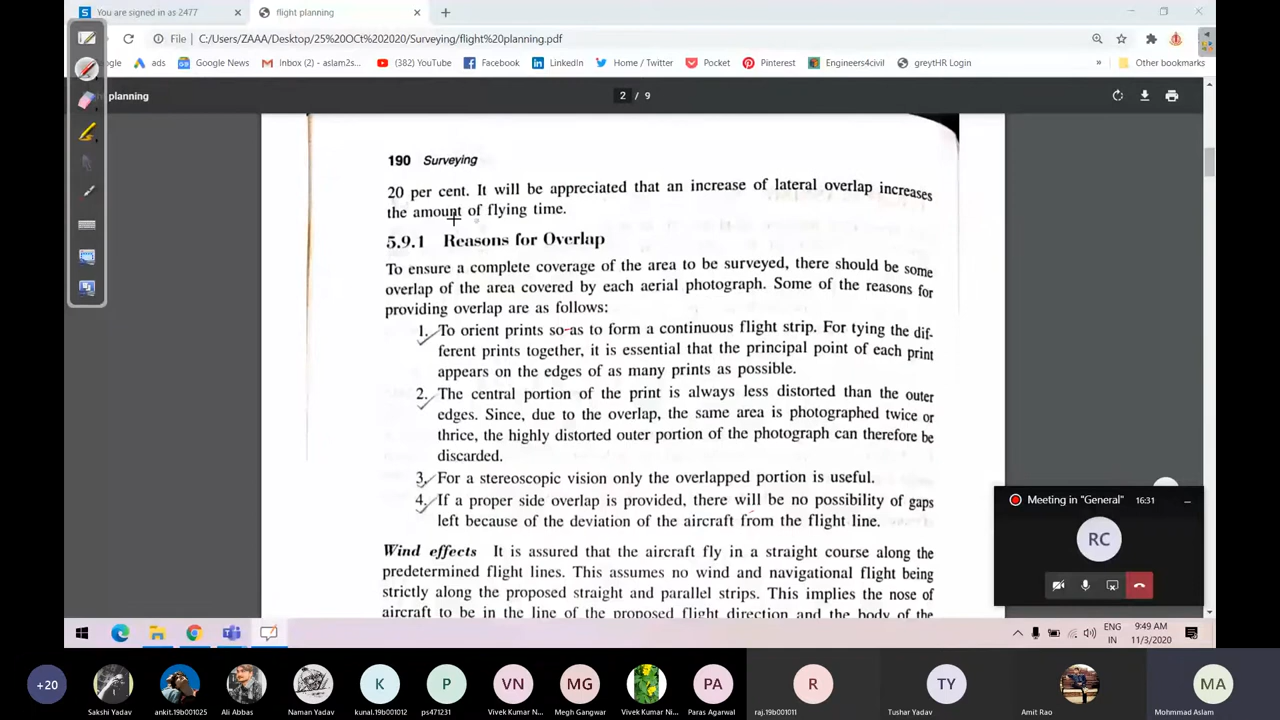 You are signed in as 2477
flight planning
File
C:/Users/ZAAA/Desktop/25%20OCt%202020/Surveying/flight%20planning.pdf
ads
Google News
Inbox (2) - aslam2s...
(382) YouTube
Facebook
LinkedIn
Home / Twitter
Pocket
Pinterest
Engineers4civil
greytHR Login
»
Other bookmarks
planning
2 / 9
190 Surveying
20 per cent. It will be appreciated that an increase of lateral overlap increases
the amount of flying time.
5.9.1 Reasons for Overlap
To ensure a complete coverage of the area to be surveyed, there should be some
overlap of the area covered by each aerial photograph. Some of the reasons for
providing overlap are as follows:
1. To orient prints so as to form a continuous flight strip. For tying the dif-
ferent prints together, it is essential that the principal point of each print
appears on the edges of as many prints as possible.
2. The central portion of the print is always less distorted than the outer
edges. Since, due to the overlap, the same area is photographed twice or
thrice, the highly distorted outer portion of the photograph can therefore be
discarded.
3. For a stereoscopic vision only the overlapped portion is useful.
4. If a proper side overlap is provided, there will be no possibility of gaps
left because of the deviation of the aircraft from the flight line.
Wind effects It is assured that the aircraft fly in a straight course along the
predetermined flight lines. This assumes no wind and navigational flight being
strictly along the proposed straight and parallel strips. This implies the nose of
aircraft to be in the line of the proposed flight direction and the body of the
Meeting in "General"
16:31
RC
ENG
IN
9:49 AM
11/3/2020
+20
K
P
VN
MG
PA
R
TY
MA
Sakshi Yadav
ankit.19b001025
Ali Abbas
Naman Yadav
kunal.19b001012
ps471231
Vivek Kumar N...
Megh Gangwar
Vivek Kumar Ni...
Paras Agarwal
raj.19b001011
Tushar Yadav
Amit Rao
Mohmmad Aslam